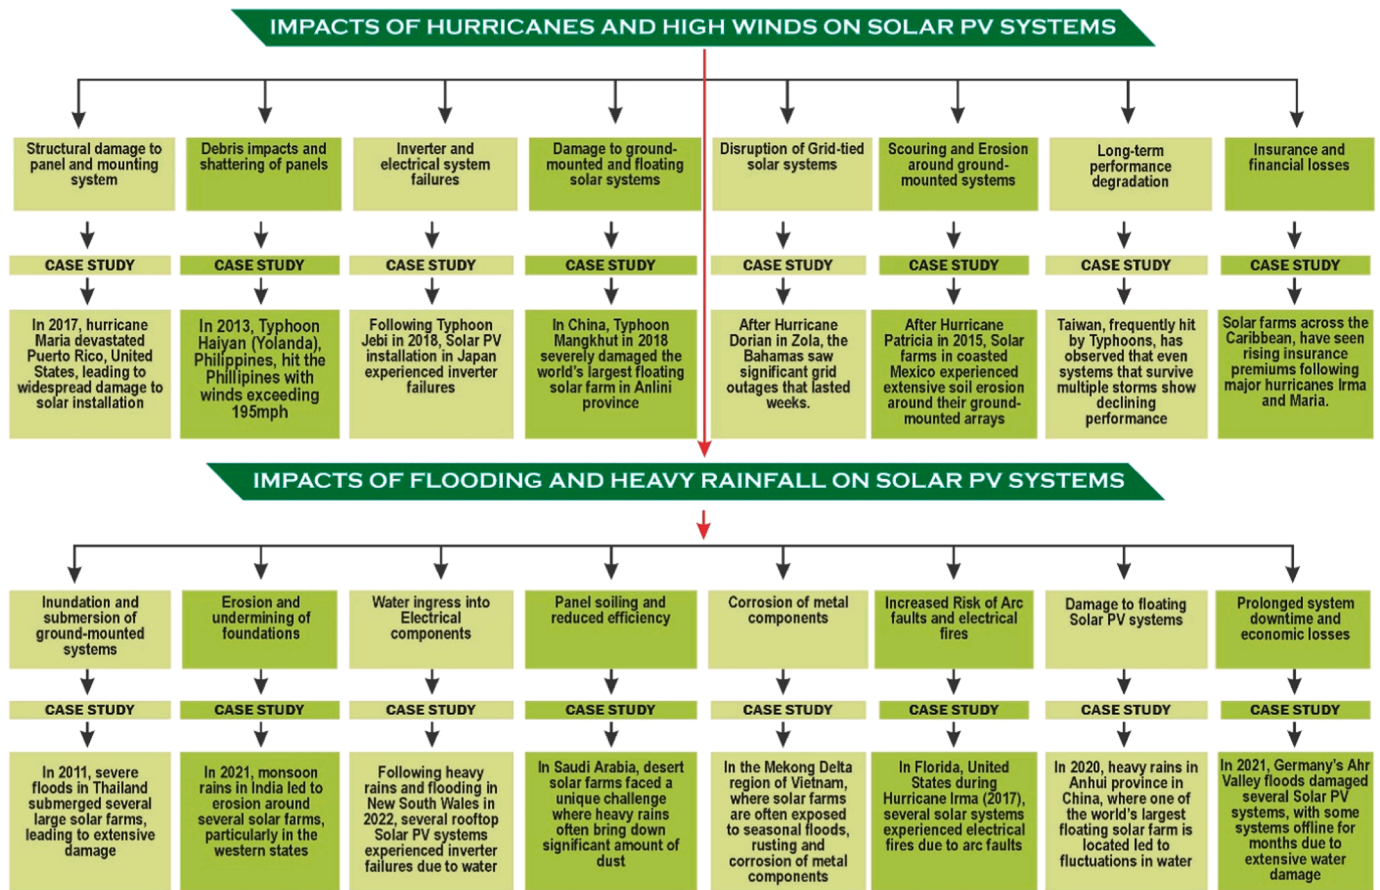 IMPACTS OF HURRICANES AND HIGH WINDS ON SOLAR PV SYSTEMS
Structural damage to
panel and mounting
system
Debris impacts and
shattering of panels
Inverter and
electrical system
failures
Damage to ground-
mounted and floating
solar systems
Disruption of Grid-tied
solar systems
Scouring and Erosion
around ground-
mounted systems
Long-term
performance
degradation
Insurance and
financial losses
CASE STUDY
CASE STUDY
CASE STUDY
CASE STUDY
CASE STUDY
CASE STUDY
CASE STUDY
CASE STUDY
In 2017, hurricane
Maria devastated
Puerto Rico, United
States, leading to
widespread damage to
solar installation
In 2013, Typhoon
Haiyan (Yolanda),
Philippines, hit the
Phillipines with
winds exceeding
195mph
Following Typhoon
Jebi in 2018, Solar PV
installation in Japan
experienced inverter
failures
In China, Typhoon
Mangkhut in 2018
severely damaged the
world's largest floating
solar farm in Anlini
province
After Hurricane
Dorian in Zola, the
Bahamas saw
significant grid
outages that lasted
weeks.
After Hurricane
Patricia in 2015, Solar
farms in coasted
Mexico experienced
extensive soil erosion
around their ground-
mounted arrays
Taiwan, frequently hit
by Typhoons, has
observed that even
systems that survive
multiple storms show
declining
performance
Solar farms across the
Caribbean, have seen
rising insurance
premiums following
major hurricanes Irma
and Maria.
IMPACTS OF FLOODING AND HEAVY RAINFALL ON SOLAR PV SYSTEMS
Inundation and
submersion of
ground-mounted
systems
Erosion and
undermining of
foundations
Water ingress into
Electrical
components
Panel soiling and
reduced efficiency
Corrosion of metal
components
Increased Risk of Arc
faults and electrical
fires
Damage to floating
Solar PV systems
Prolonged system
downtime and
economic losses
CASE STUDY
CASE STUDY
CASE STUDY
CASE STUDY
CASE STUDY
CASE STUDY
CASE STUDY
CASE STUDY
In 2011, severe
floods in Thailand
submerged several
large solar farms,
leading to extensive
damage
In 2021, monsoon
rains in India led to
erosion around
several solar farms,
particularly in the
western states
Following heavy
rains and flooding in
New South Wales in
2022, several rooftop
Solar PV systems
experienced inverter
failures due to water
In Saudi Arabia, desert
solar farms faced a
unique challenge
where heavy rains
often bring down
significant amount of
dust
In the Mekong Delta
region of Vietnam,
where solar farms
are often exposed
to seasonal floods,
rusting and
corrosion of metal
components
In Florida, United
States during
Hurricane Irma (2017),
several solar systems
experienced electrical
fires due to arc faults
In 2020, heavy rains in
Anhui province in
China, where one of
the world's largest
floating solar farm is
located led to
fluctuations in water
In 2021, Germany's Ahr
Valley floods damaged
several Solar PV
systems, with some
systems offline for
months due to
extensive water
damage